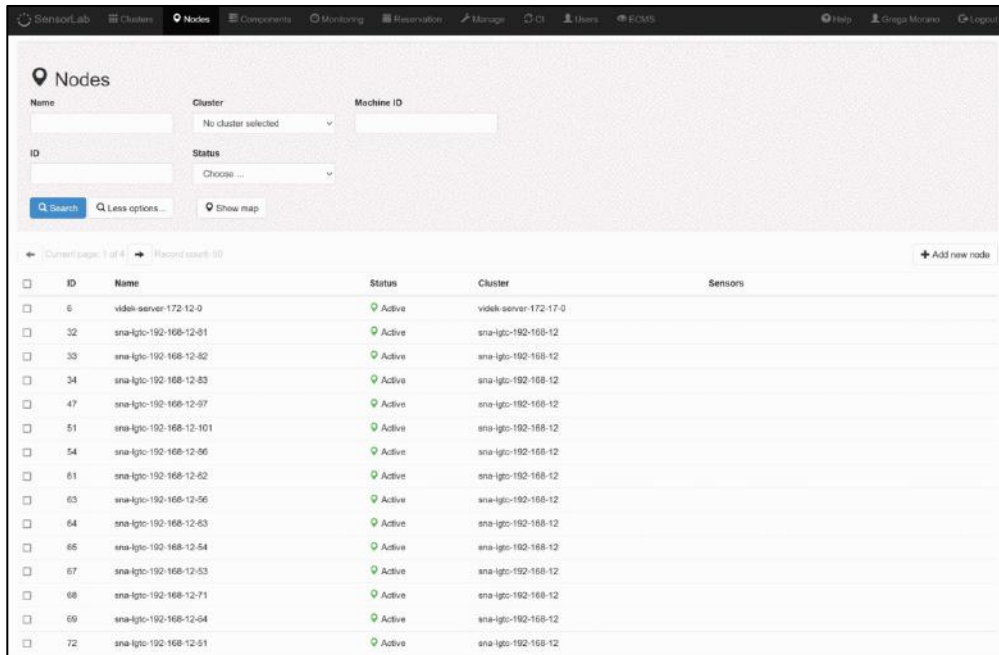 SensorLab Clusters Nodes Components Monitoring Reservation Manage CI Users ECMS Help Grega Morano Logout
Nodes
Name Cluster Machine ID
No cluster selected
ID Status
Choose ...
Search Less options... Show map
Current page: 1 of 4 Record count: 59
Add new node
ID Name Status Cluster Sensors
6 videk-server-172-12-0 Active videk-server-172-17-0
32 sna-lgtc-192-168-12-81 Active sna-lgtc-192-168-12
33 sna-lgtc-192-168-12-82 Active sna-lgtc-192-168-12
34 sna-lgtc-192-168-12-83 Active sna-lgtc-192-168-12
47 sna-lgtc-192-168-12-97 Active sna-lgtc-192-168-12
51 sna-lgtc-192-168-12-101 Active sna-lgtc-192-168-12
54 sna-lgtc-192-168-12-66 Active sna-lgtc-192-168-12
61 sna-lgtc-192-168-12-62 Active sna-lgtc-192-168-12
63 sna-lgtc-192-168-12-56 Active sna-lgtc-192-168-12
64 sna-lgtc-192-168-12-63 Active sna-lgtc-192-168-12
65 sna-lgtc-192-168-12-54 Active sna-lgtc-192-168-12
67 sna-lgtc-192-168-12-53 Active sna-lgtc-192-168-12
68 sna-lgtc-192-168-12-71 Active sna-lgtc-192-168-12
69 sna-lgtc-192-168-12-64 Active sna-lgtc-192-168-12
72 sna-lgtc-192-168-12-51 Active sna-lgtc-192-168-12